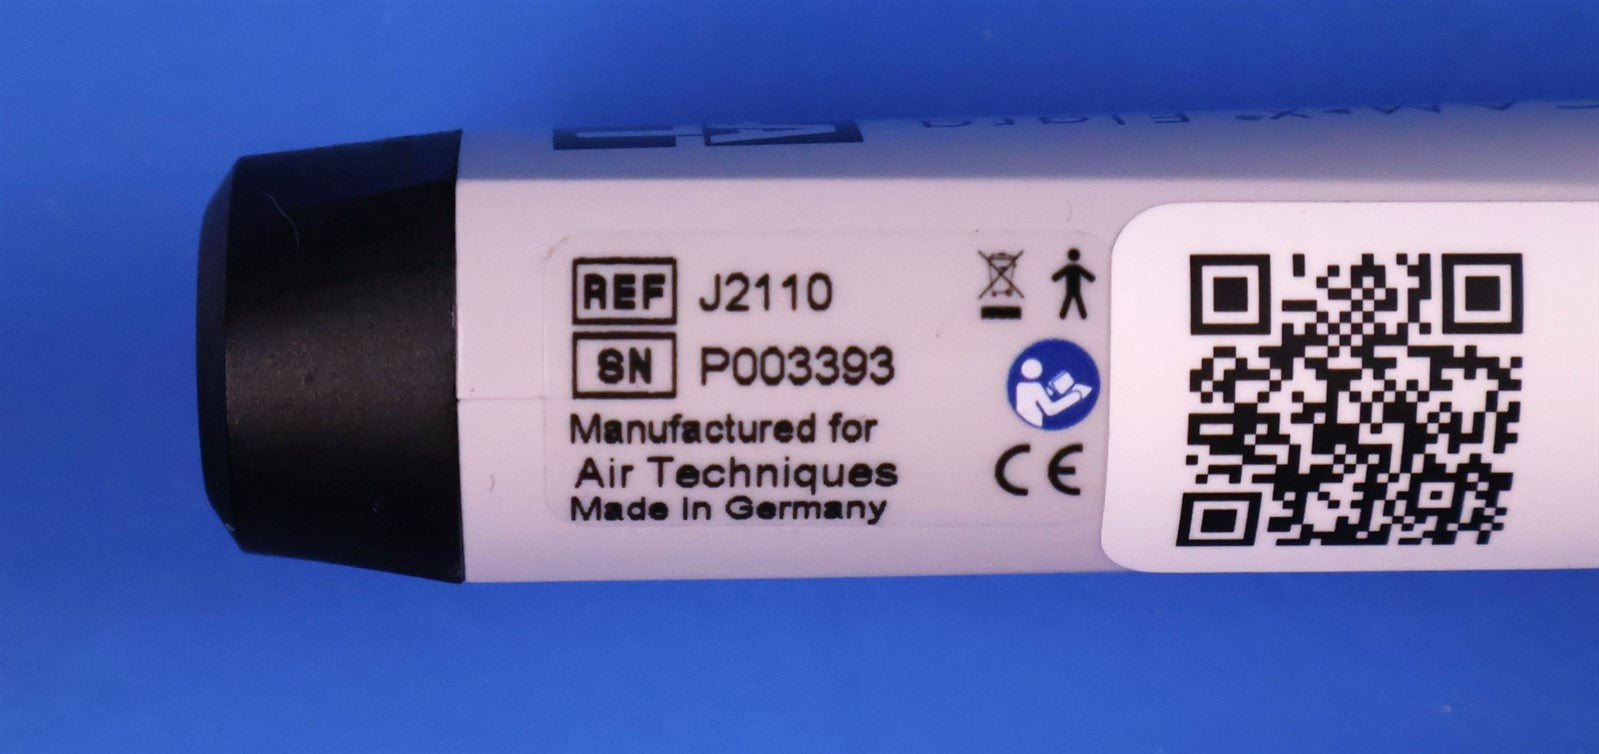 REF J2110
SN P003393
Manufactured for
Air Techniques
Made in Germany
CE